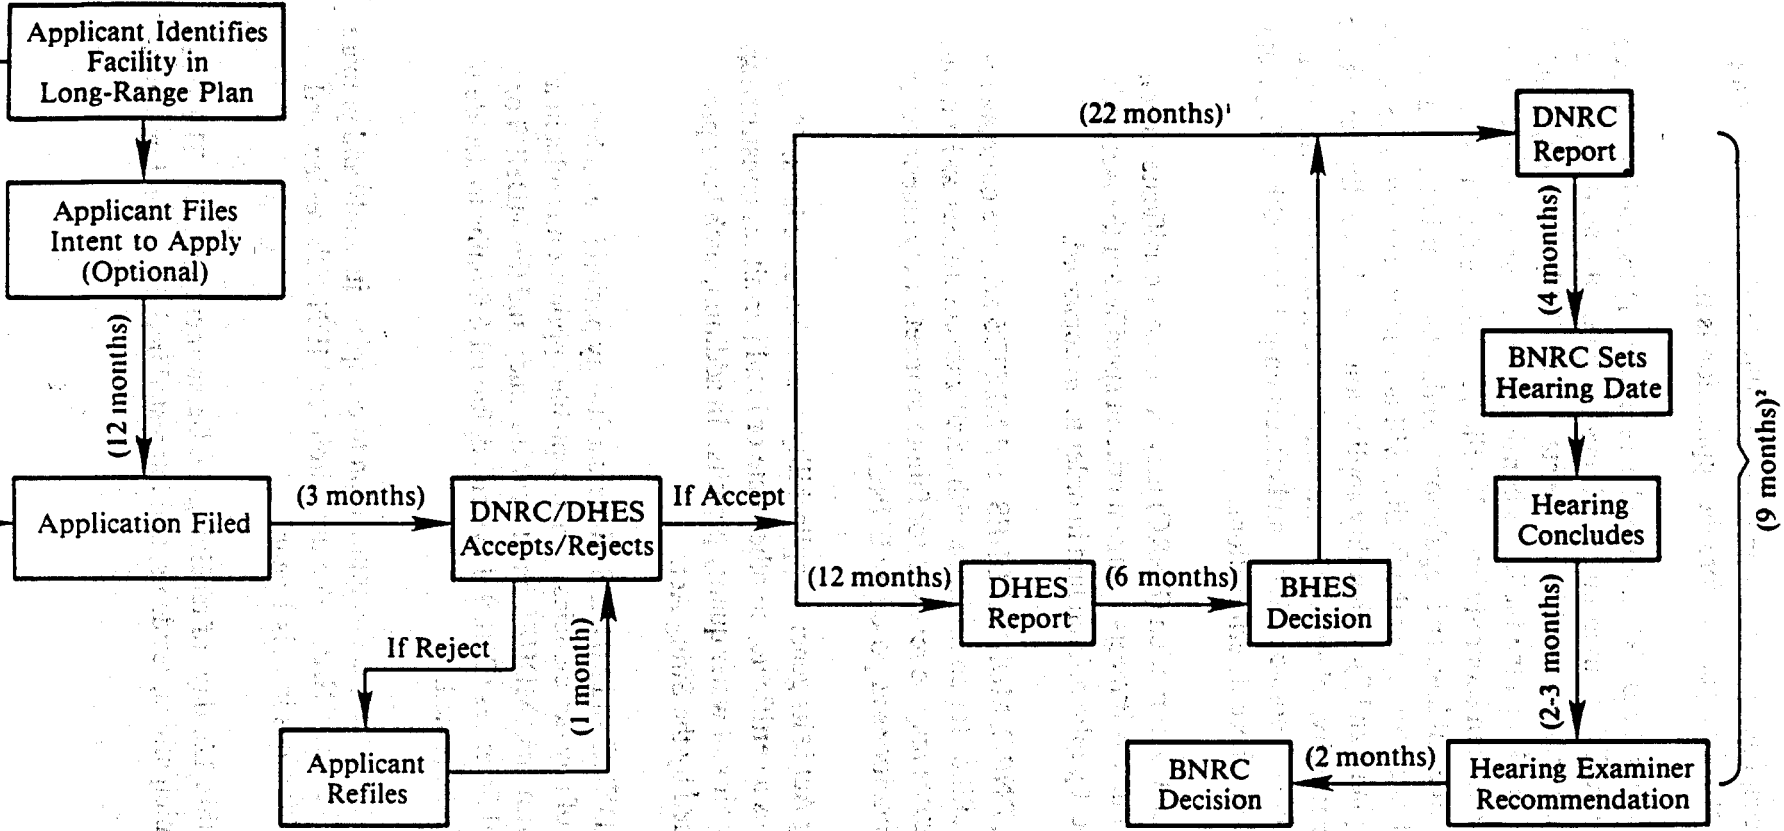 Applicant Identifies
Facility in
Long-Range Plan
Applicant Files
Intent to Apply
(Optional)
(12 months)
Application Filed
(3 months)
DNRC/DHES
Accepts/Rejects
If Accept
If Reject
(1 month)
Applicant
Refiles
(22 months)¹
(12 months)
DHES
Report
(6 months)
BHES
Decision
DNRC
Report
(4 months)
BNRC Sets
Hearing Date
Hearing
Concludes
(2-3 months)
Hearing Examiner
Recommendation
(2 months)
BNRC
Decision
(9 months)²